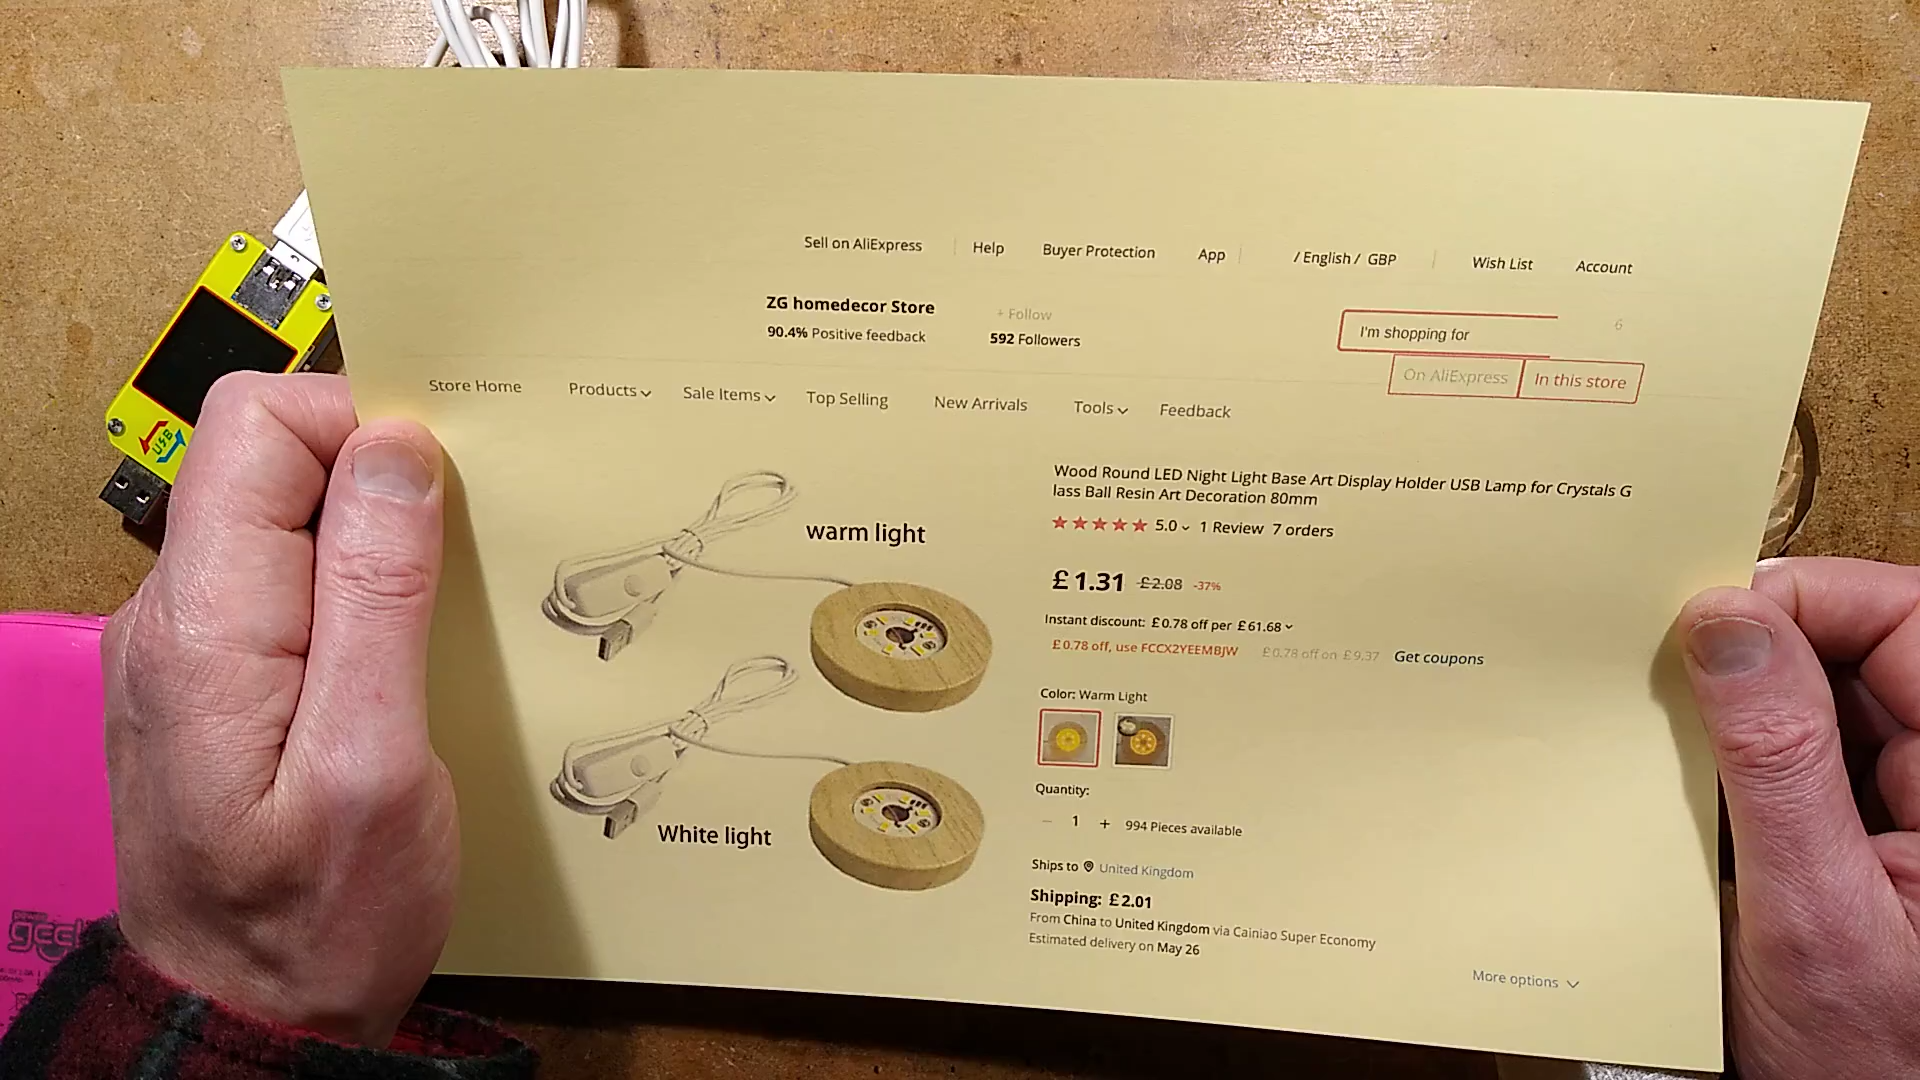 Sell on AliExpress Help Buyer Protection App / English / GBP Wish List Account
ZG homedecor Store + Follow
90.4% Positive feedback 592 Followers
I'm shopping for 6
On AliExpress In this store
Store Home Products Sale Items Top Selling New Arrivals Tools Feedback
Wood Round LED Night Light Base Art Display Holder USB Lamp for Crystals G
lass Ball Resin Art Decoration 80mm
5.0 1 Review 7 orders
warm light
£1.31 £2.08 -37%
Instant discount: £0.78 off per £61.68
£0.78 off, use FCCX2YEEMBJW £0.78 off on £9.37 Get coupons
Color: Warm Light
Quantity:
1 + 994 Pieces available
White light
Ships to United Kingdom
Shipping: £2.01
From China to United Kingdom via Cainiao Super Economy
Estimated delivery on May 26
More options
USB